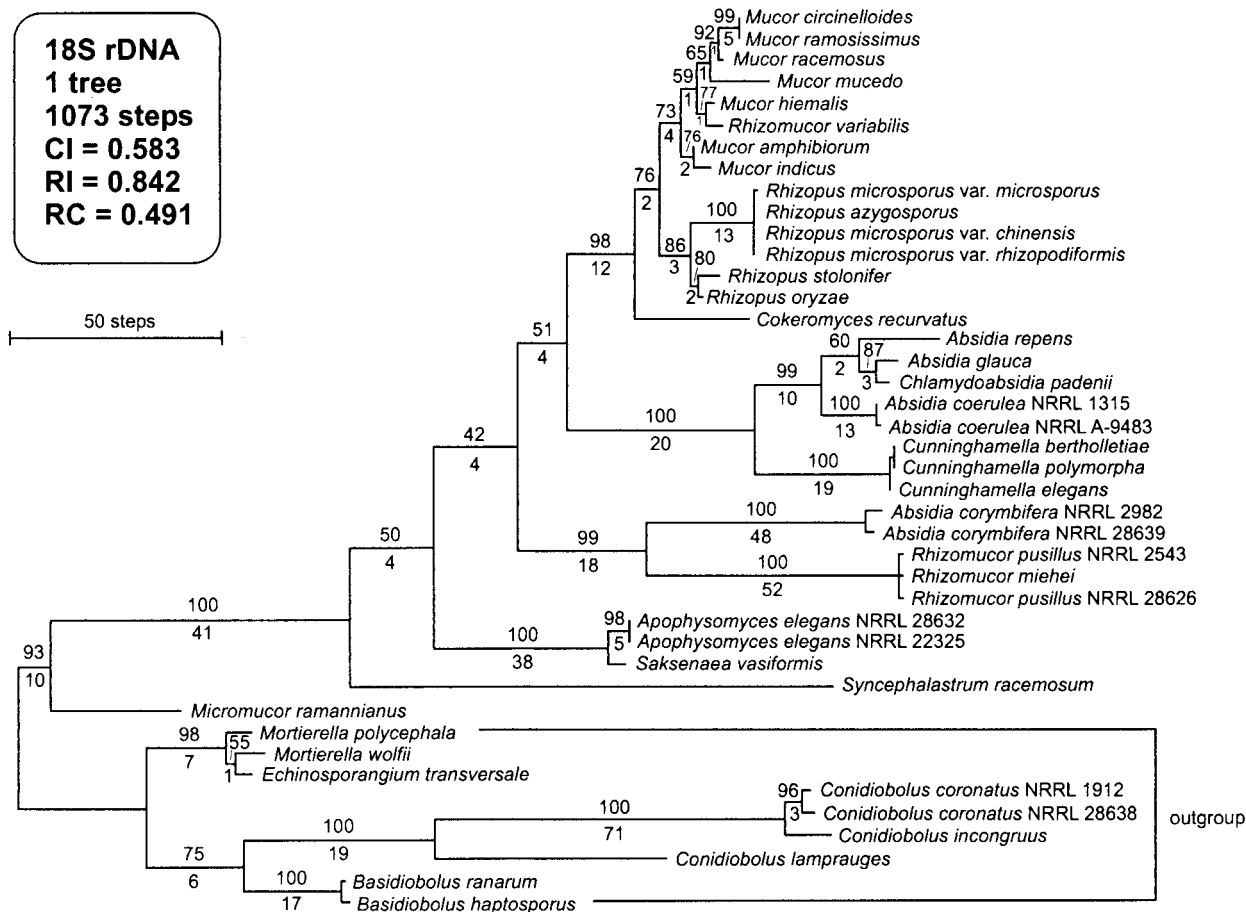 18S rDNA
1 tree
1073 steps
CI = 0.583
RI = 0.842
RC = 0.491
50 steps
99
5
Mucor circinelloides
Mucor ramosissimus
92
1
Mucor racemosus
65
1
Mucor mucedo
59
1
77
1
Mucor hiemalis
Rhizomucor variabilis
73
4
76
2
Mucor amphibiorum
Mucor indicus
76
2
100
13
Rhizopus microsporus var. microsporus
Rhizopus azygosporus
Rhizopus microsporus var. chinensis
Rhizopus microsporus var. rhizopodiformis
86
3
80
2
Rhizopus stolonifer
Rhizopus oryzae
98
12
Cokeromyces recurvatus
51
4
60
2
Absidia repens
87
3
Absidia glauca
Chlamydoabsidia padenii
99
10
100
13
Absidia coerulea NRRL 1315
Absidia coerulea NRRL A-9483
100
20
100
19
Cunninghamella bertholletiae
Cunninghamella polymorpha
Cunninghamella elegans
42
4
100
48
Absidia corymbifera NRRL 2982
Absidia corymbifera NRRL 28639
99
18
100
52
Rhizomucor pusillus NRRL 2543
Rhizomucor miehei
Rhizomucor pusillus NRRL 28626
50
4
98
5
Apophysomyces elegans NRRL 28632
Apophysomyces elegans NRRL 22325
100
38
Saksenaea vasiformis
100
41
Syncephalastrum racemosum
93
10
Micromucor ramannianus
98
7
55
1
Mortierella polycephala
Mortierella wolfii
Echinosporangium transversale
96
3
Conidiobolus coronatus NRRL 1912
Conidiobolus coronatus NRRL 28638
100
71
Conidiobolus incongruus
outgroup
100
19
Conidiobolus lamprauges
75
6
100
17
Basidiobolus ranarum
Basidiobolus haptosporus